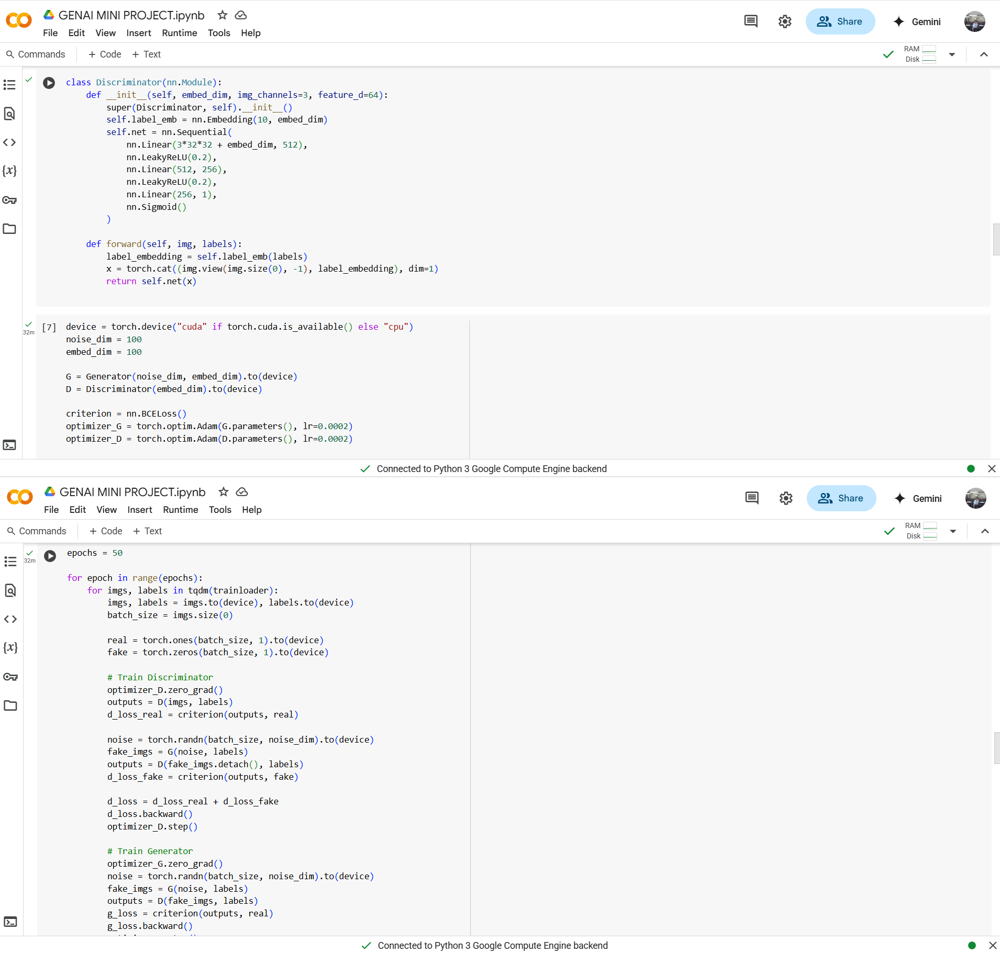 GENAI MINI PROJECT.ipynb
File Edit View Insert Runtime Tools Help
Share
Gemini
Commands + Code + Text
RAM
Disk
class Discriminator(nn.Module):
    def __init__(self, embed_dim, img_channels=3, feature_d=64):
        super(Discriminator, self).__init__()
        self.label_emb = nn.Embedding(10, embed_dim)
        self.net = nn.Sequential(
            nn.Linear(3*32*32 + embed_dim, 512),
            nn.LeakyReLU(0.2),
            nn.Linear(512, 256),
            nn.LeakyReLU(0.2),
            nn.Linear(256, 1),
            nn.Sigmoid()
        )
    def forward(self, img, labels):
        label_embedding = self.label_emb(labels)
        x = torch.cat((img.view(img.size(0), -1), label_embedding), dim=1)
        return self.net(x)
32m
[7] device = torch.device("cuda" if torch.cuda.is_available() else "cpu")
noise_dim = 100
embed_dim = 100
G = Generator(noise_dim, embed_dim).to(device)
D = Discriminator(embed_dim).to(device)
criterion = nn.BCELoss()
optimizer_G = torch.optim.Adam(G.parameters(), lr=0.0002)
optimizer_D = torch.optim.Adam(D.parameters(), lr=0.0002)
Connected to Python 3 Google Compute Engine backend
GENAI MINI PROJECT.ipynb
File Edit View Insert Runtime Tools Help
Share
Gemini
Commands + Code + Text
RAM
Disk
32m
epochs = 50
for epoch in range(epochs):
    for imgs, labels in tqdm(trainloader):
        imgs, labels = imgs.to(device), labels.to(device)
        batch_size = imgs.size(0)
        real = torch.ones(batch_size, 1).to(device)
        fake = torch.zeros(batch_size, 1).to(device)
        # Train Discriminator
        optimizer_D.zero_grad()
        outputs = D(imgs, labels)
        d_loss_real = criterion(outputs, real)
        noise = torch.randn(batch_size, noise_dim).to(device)
        fake_imgs = G(noise, labels)
        outputs = D(fake_imgs.detach(), labels)
        d_loss_fake = criterion(outputs, fake)
        d_loss = d_loss_real + d_loss_fake
        d_loss.backward()
        optimizer_D.step()
        # Train Generator
        optimizer_G.zero_grad()
        noise = torch.randn(batch_size, noise_dim).to(device)
        fake_imgs = G(noise, labels)
        outputs = D(fake_imgs, labels)
        g_loss = criterion(outputs, real)
        g_loss.backward()
Connected to Python 3 Google Compute Engine backend